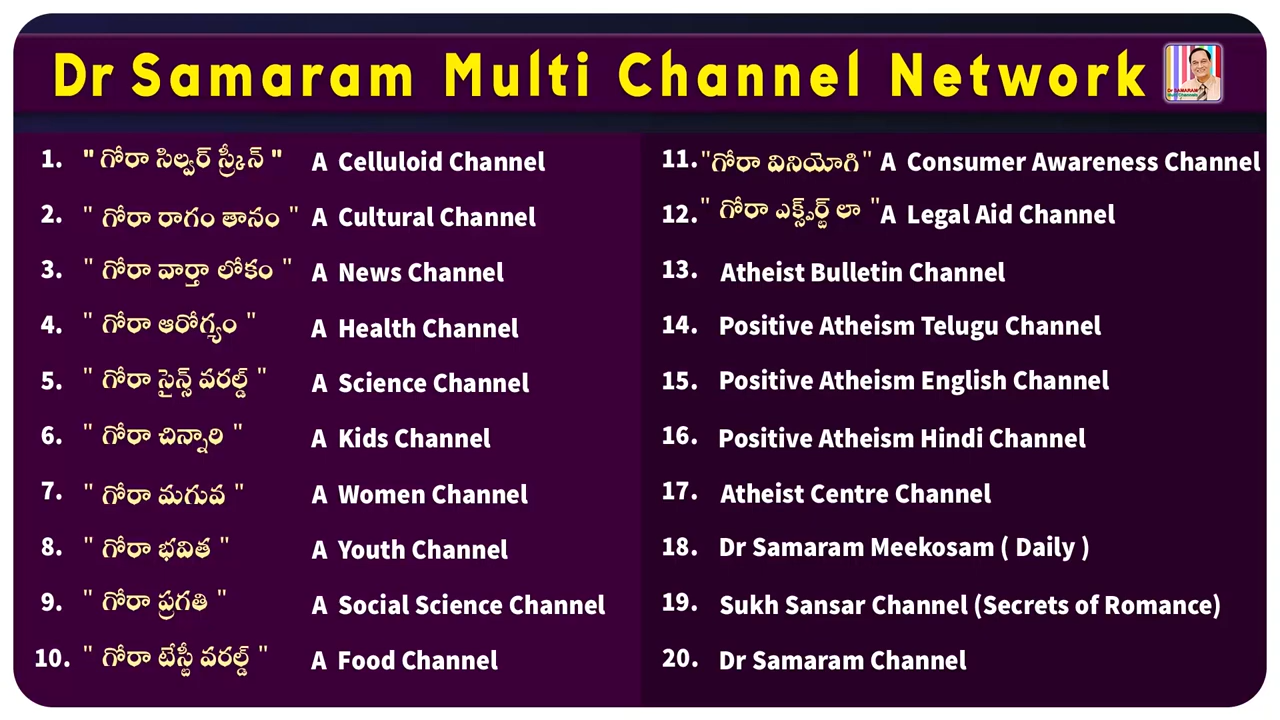 Dr Samaram Multi Channel Network
1. " గోరా సిల్వర్ స్క్రీన్ " A Celluloid Channel
2. " గోరా రాగం తానం " A Cultural Channel
3. " గోరా వార్తా లోకం " A News Channel
4. " గోరా ఆరోగ్యం " A Health Channel
5. " గోరా సైన్స్ వరల్డ్ " A Science Channel
6. " గోరా చిన్నారి " A Kids Channel
7. " గోరా మగువ " A Women Channel
8. " గోరా భవిత " A Youth Channel
9. " గోరా ప్రగతి " A Social Science Channel
10. " గోరా టేస్టీ వరల్డ్ " A Food Channel
11. "గోరా వినియోగి" A Consumer Awareness Channel
12. " గోరా ఎక్స్పర్ట్ లా " A Legal Aid Channel
13. Atheist Bulletin Channel
14. Positive Atheism Telugu Channel
15. Positive Atheism English Channel
16. Positive Atheism Hindi Channel
17. Atheist Centre Channel
18. Dr Samaram Meekosam ( Daily )
19. Sukh Sansar Channel (Secrets of Romance)
20. Dr Samaram Channel
Dr SAMARAM
Multi Channels